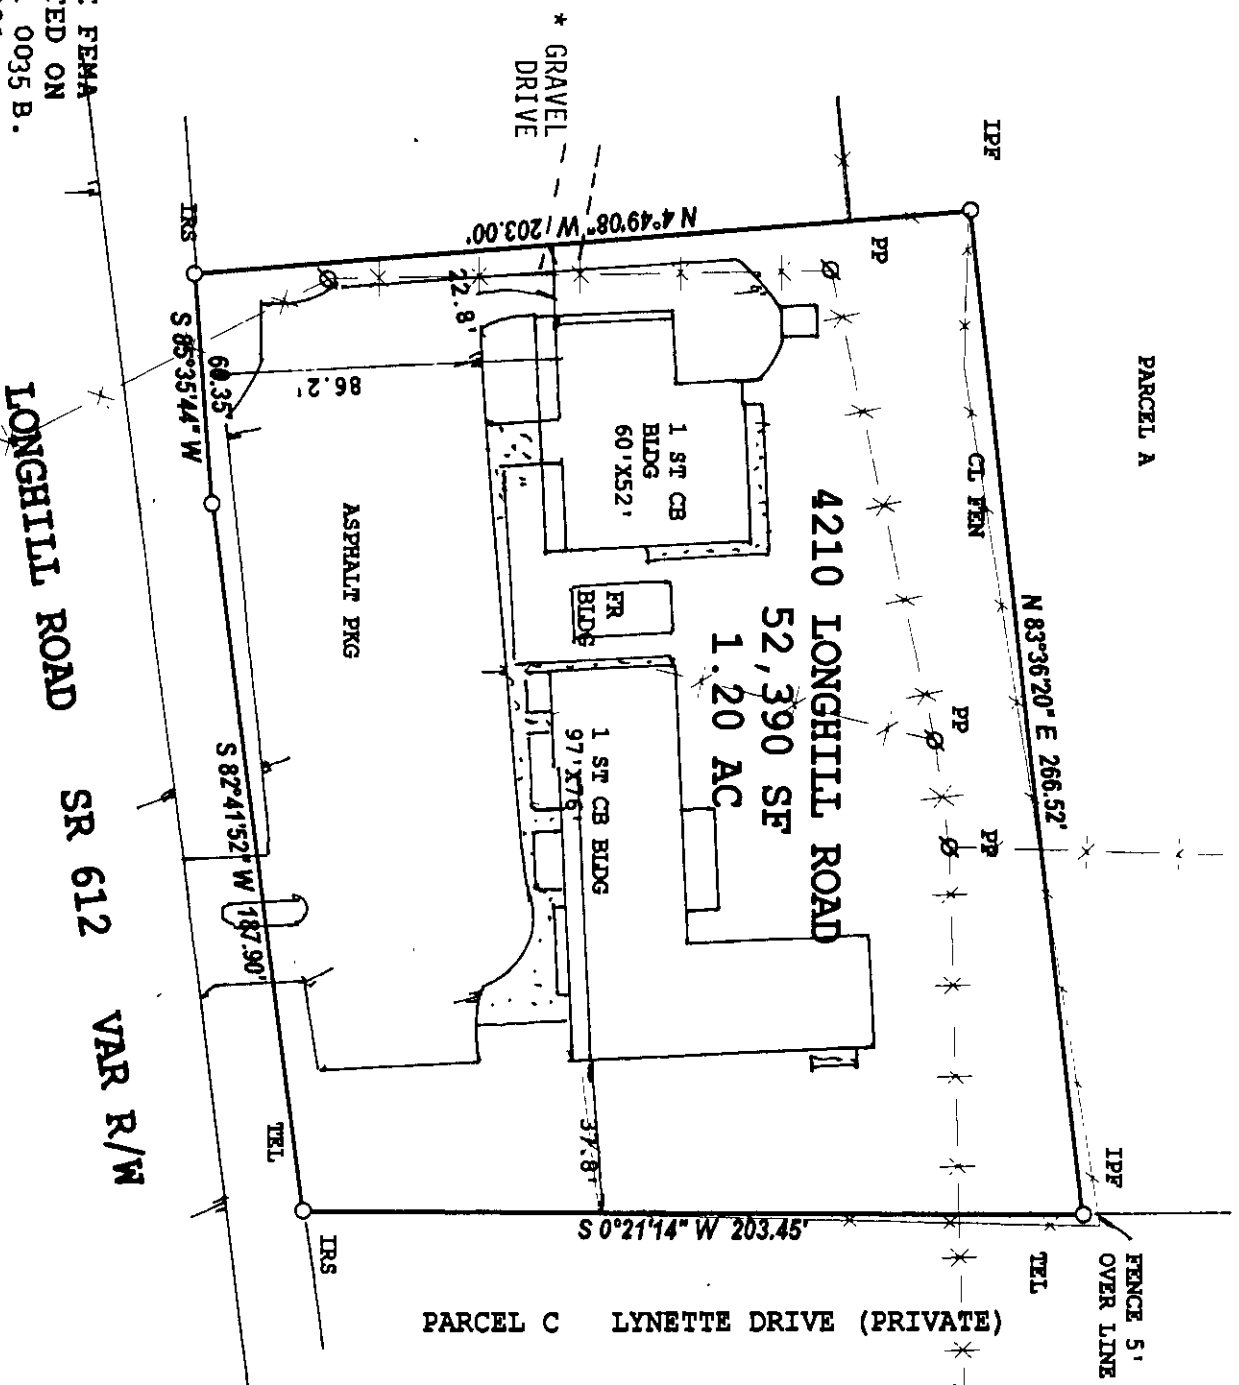 FEMA
ED ON
0035 B.
* GRAVEL
DRIVE
IPF
PARCEL A
N 4°49'08" W 203.00'
PP
IRS
22.8'
S 85°35'44" W
60.35'
86.2'
CL FEN
N 83°36'20" E 266.52'
1 ST CB
BLDG
60'X52'
4210 LONGHILL ROAD
52,390 SF
1.20 AC
FR
BLDG
ASPHALT PKG
PP
PP
1 ST CB BLDG
97'X76'
LONGHILL ROAD SR 612 VAR R/W
S 82°41'52" W 187.90'
37.8'
TEL
IPF
IRS
S 0°21'14" W 203.45'
TEL
FENCE 5'
OVER LINE
PARCEL C LYNETTE DRIVE (PRIVATE)